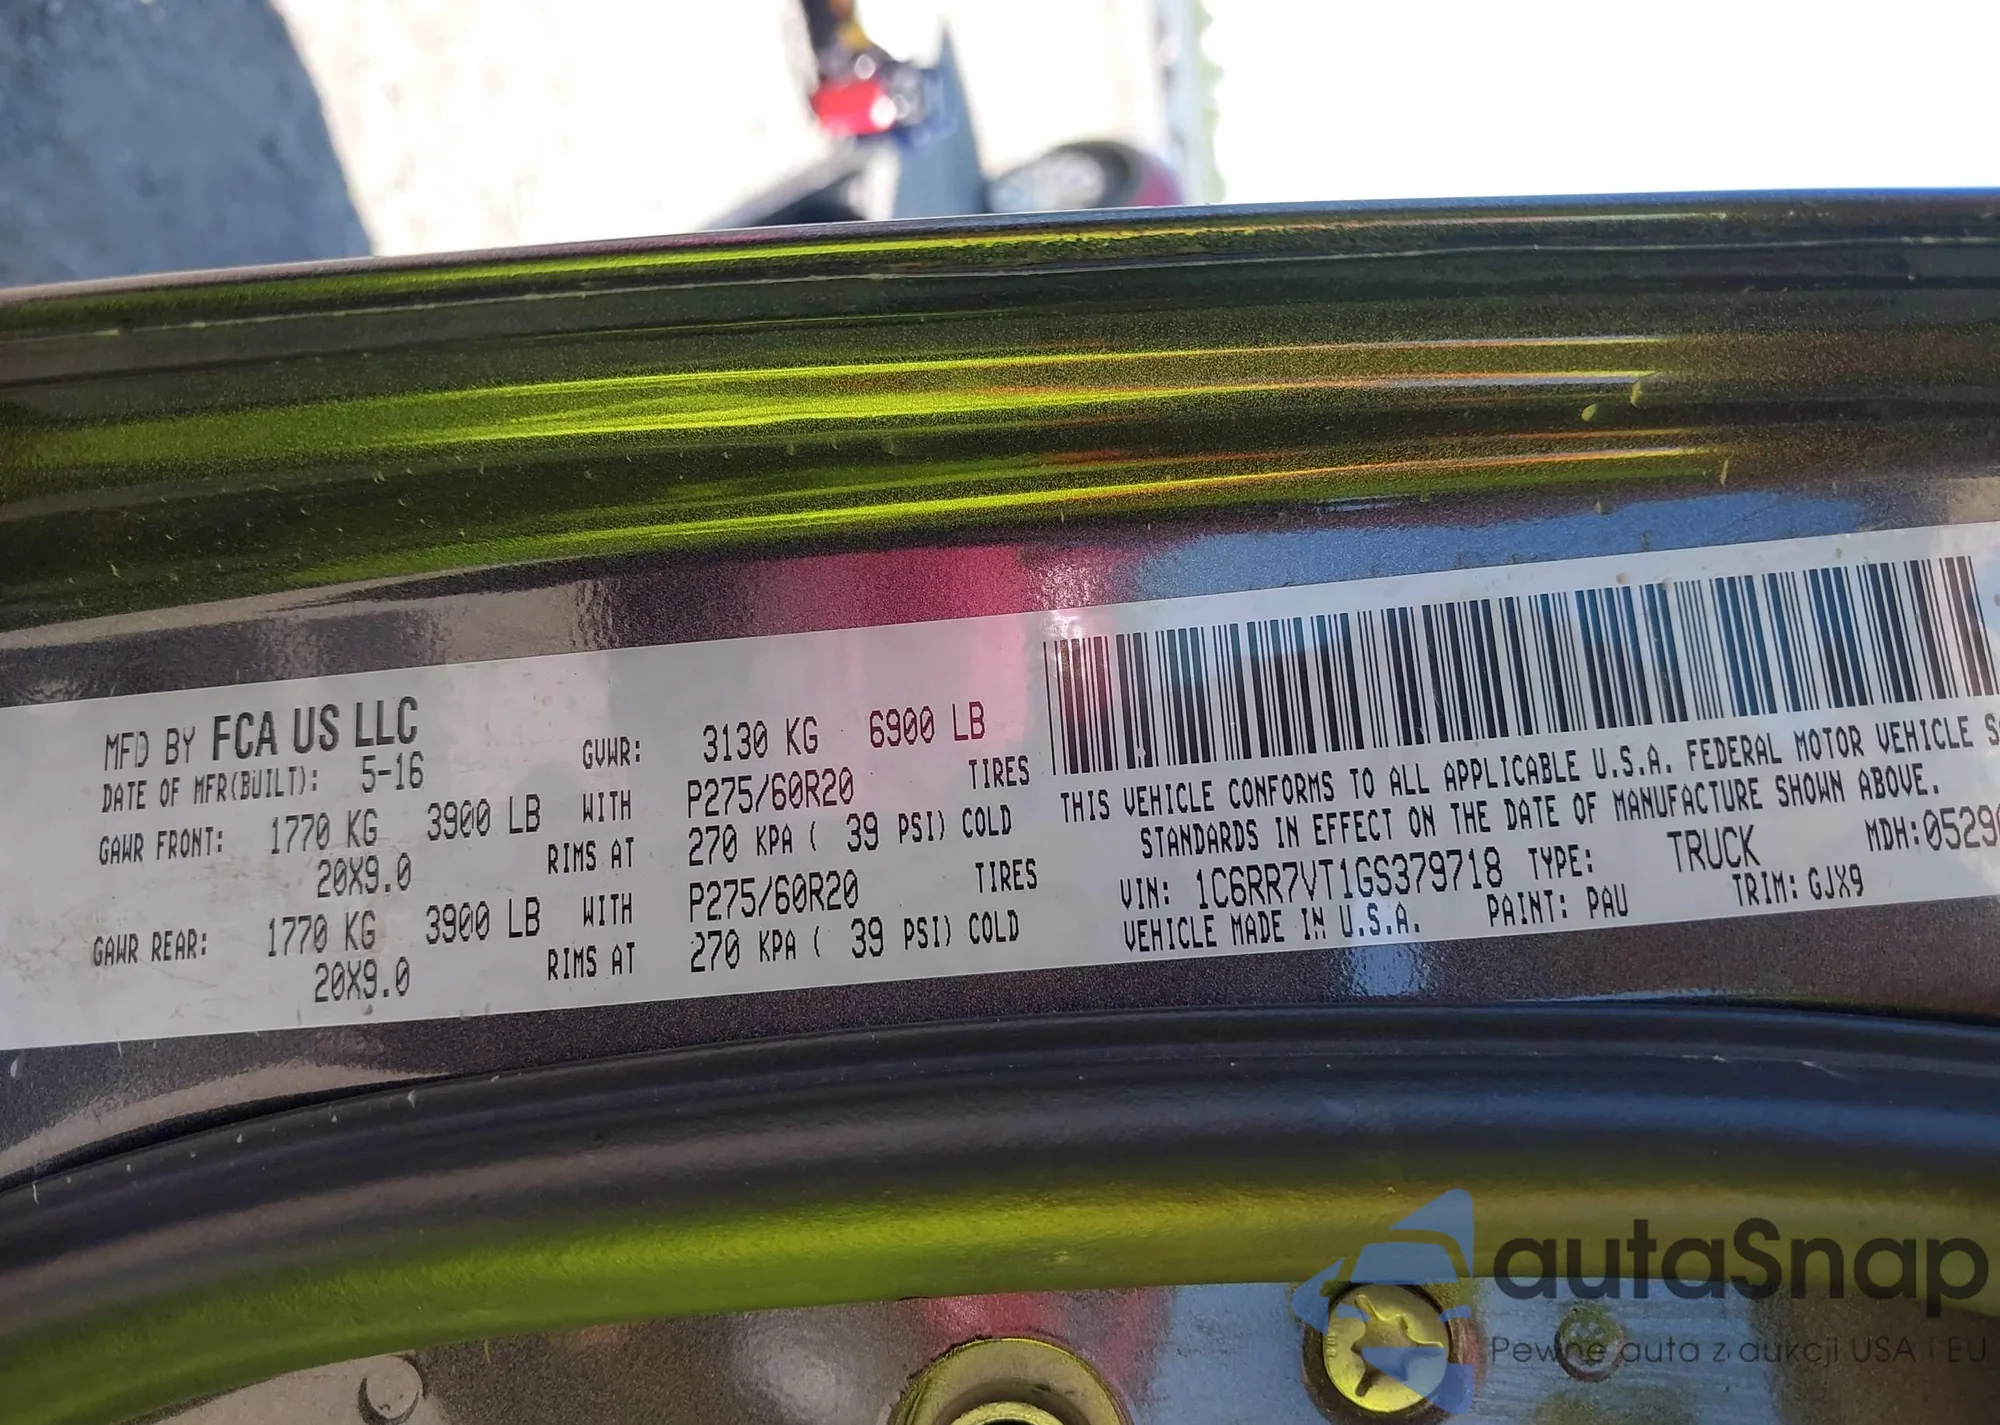 MFD BY FCA US LLC
DATE OF MFR(BUILT): 5-16
GVWR: 3130 KG 6900 LB
GAWR FRONT: 1770 KG 3900 LB WITH P275/60R20 TIRES
20X9.0 RIMS AT 270 KPA ( 39 PSI) COLD
GAWR REAR: 1770 KG 3900 LB WITH P275/60R20 TIRES
20X9.0 RIMS AT 270 KPA ( 39 PSI) COLD
THIS VEHICLE CONFORMS TO ALL APPLICABLE U.S.A. FEDERAL MOTOR VEHICLE
STANDARDS IN EFFECT ON THE DATE OF MANUFACTURE SHOWN ABOVE.
VIN: 1C6RR7VT1GS379718 TYPE: TRUCK MDH:0529
VEHICLE MADE IN U.S.A. PAINT: PAU TRIM: GJX9
autaSnap
Pewne auta z aukcji USA i EU